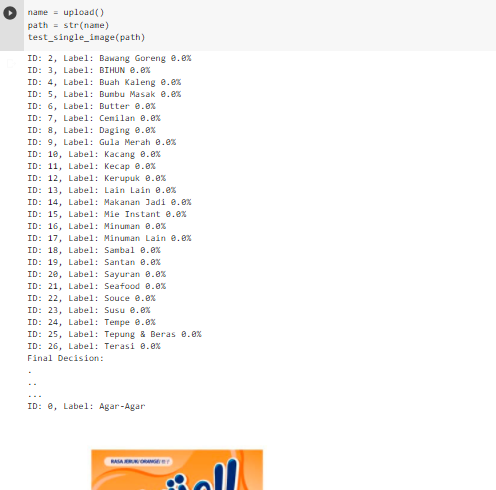 name = upload()
path = str(name)
test_single_image(path)
ID: 2, Label: Bawang Goreng 0.0%
ID: 3, Label: BIHUN 0.0%
ID: 4, Label: Buah Kaleng 0.0%
ID: 5, Label: Bumbu Masak 0.0%
ID: 6, Label: Butter 0.0%
ID: 7, Label: Cemilan 0.0%
ID: 8, Label: Daging 0.0%
ID: 9, Label: Gula Merah 0.0%
ID: 10, Label: Kacang 0.0%
ID: 11, Label: Kecap 0.0%
ID: 12, Label: Kerupuk 0.0%
ID: 13, Label: Lain Lain 0.0%
ID: 14, Label: Makanan Jadi 0.0%
ID: 15, Label: Mie Instant 0.0%
ID: 16, Label: Minuman 0.0%
ID: 17, Label: Minuman Lain 0.0%
ID: 18, Label: Sambal 0.0%
ID: 19, Label: Santan 0.0%
ID: 20, Label: Sayuran 0.0%
ID: 21, Label: Seafood 0.0%
ID: 22, Label: Souce 0.0%
ID: 23, Label: Susu 0.0%
ID: 24, Label: Tempe 0.0%
ID: 25, Label: Tepung & Beras 0.0%
ID: 26, Label: Terasi 0.0%
Final Decision:
.
..
...
ID: 0, Label: Agar-Agar
RASA JERUK/ ORANGE/